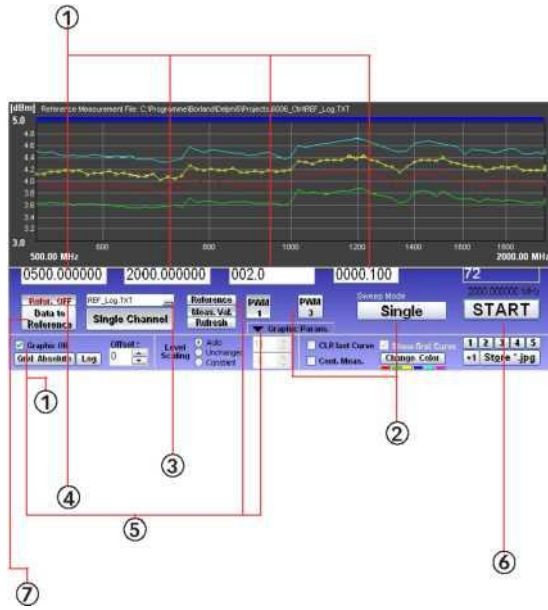 ①
[dBm] Reference Measurement File: C:\Programme\Borland\Delphi5\Projects\8006_Ctrl\REF_Log.TXT
5.0
4.8
4.6
4.4
4.2
4.0
3.8
3.6
3.4
3.2
3.0
600 800 1000 1200 1400 1600 1800
500.00 MHz 2000.00 MHz
0500.000000 2000.000000 002.0 0000.100 72
2000.000000 MHz
Refer. OFF REF_Log.TXT ... Reference PWM 1 PWM 3 Sweep Mode
Data to Reference Single Channel Meas. Val. Refresh Single START
Graphic Params.
Graphic ON Offset: Level Scaling Auto CLR last Curve Show first Curve 1 2 3 4 5
Grid Absolute Log 0 Unchanged Constant Cont. Meas. Change Color +1 Store *.jpg
① ② ③
④
⑤
⑥
⑦